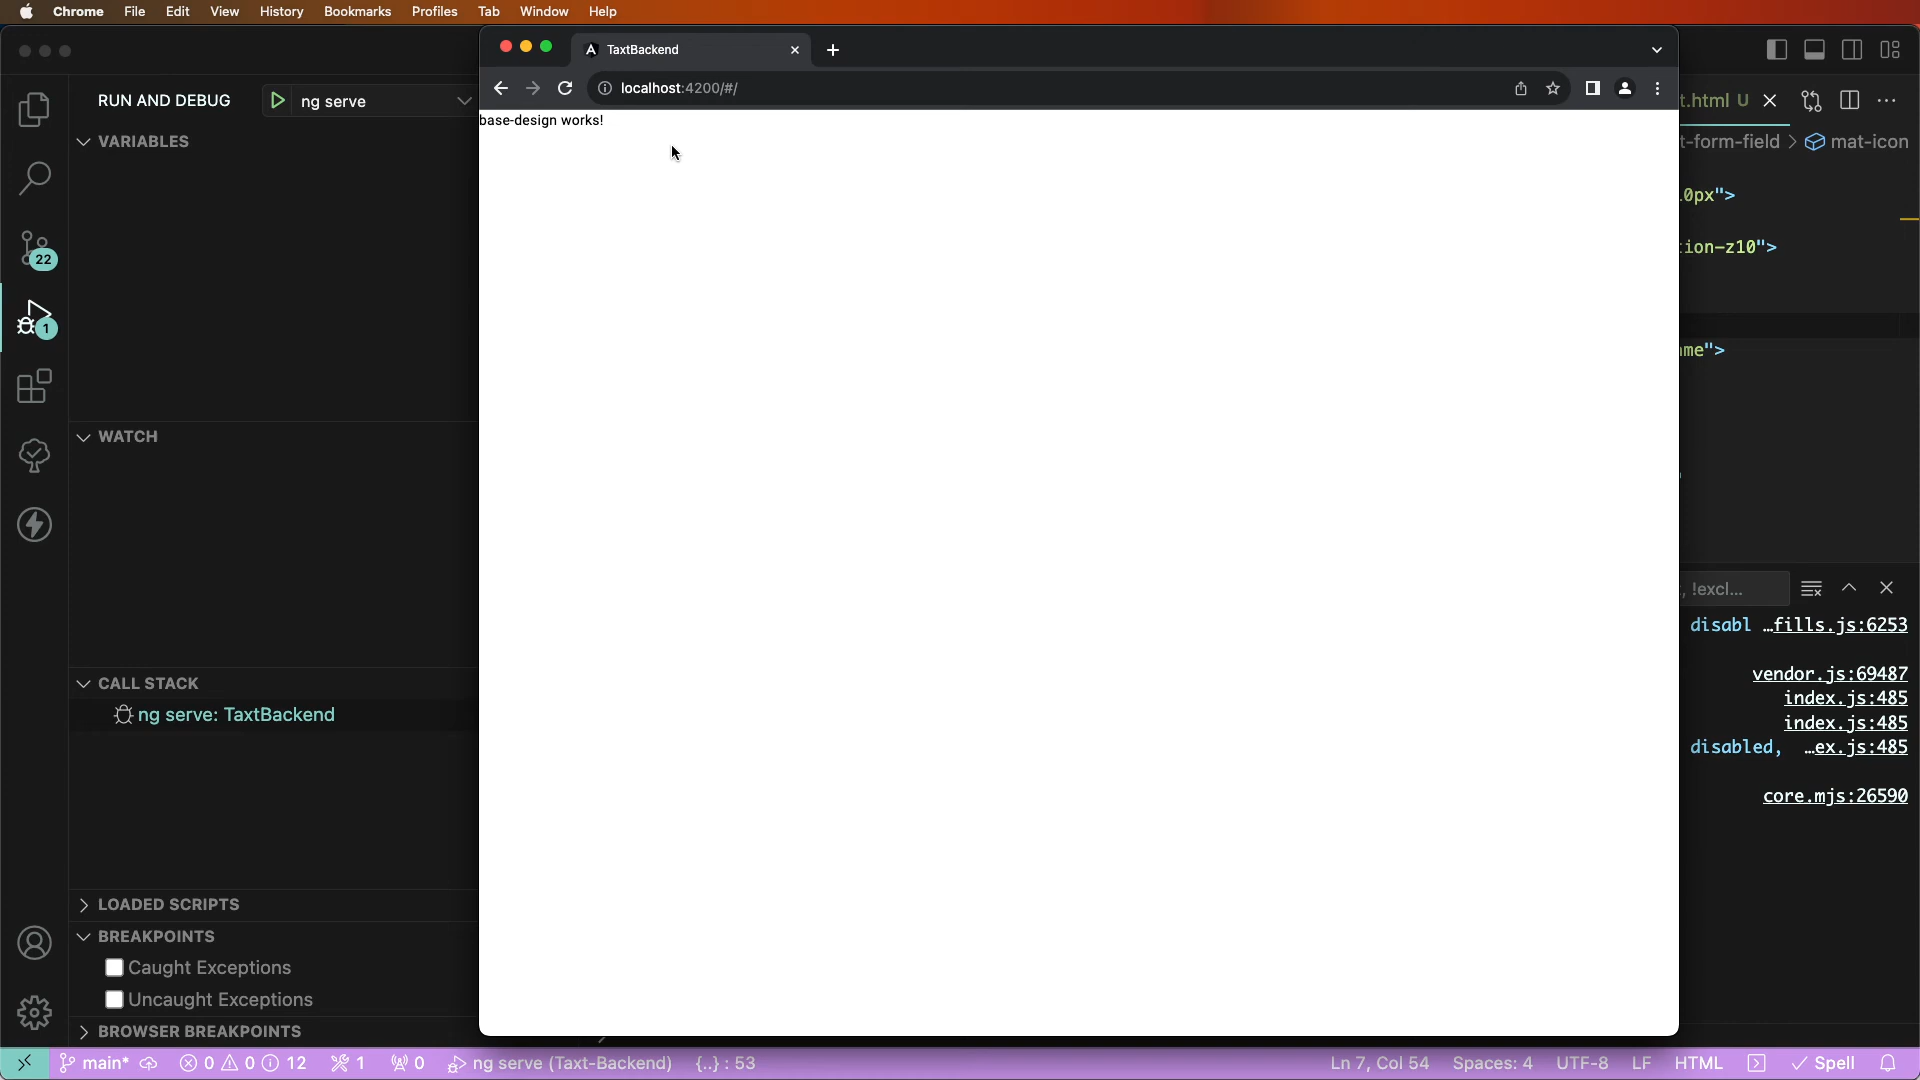 Chrome File Edit View History Bookmarks Profiles Tab Window Help
TaxtBackend
localhost:4200/#/
base-design works!
RUN AND DEBUG
ng serve
VARIABLES
22
1
WATCH
CALL STACK
ng serve: TaxtBackend
LOADED SCRIPTS
BREAKPOINTS
Caught Exceptions
Uncaught Exceptions
BROWSER BREAKPOINTS
t.html U
t-form-field > mat-icon
0px">
ion-z10">
me">
, !excl...
disabl …fills.js:6253
vendor.js:69487
index.js:485
index.js:485
disabled, …ex.js:485
core.mjs:26590
main* 0 0 12 1 0 ng serve (Taxt-Backend) {..} : 53 Ln 7, Col 54 Spaces: 4 UTF-8 LF HTML Spell